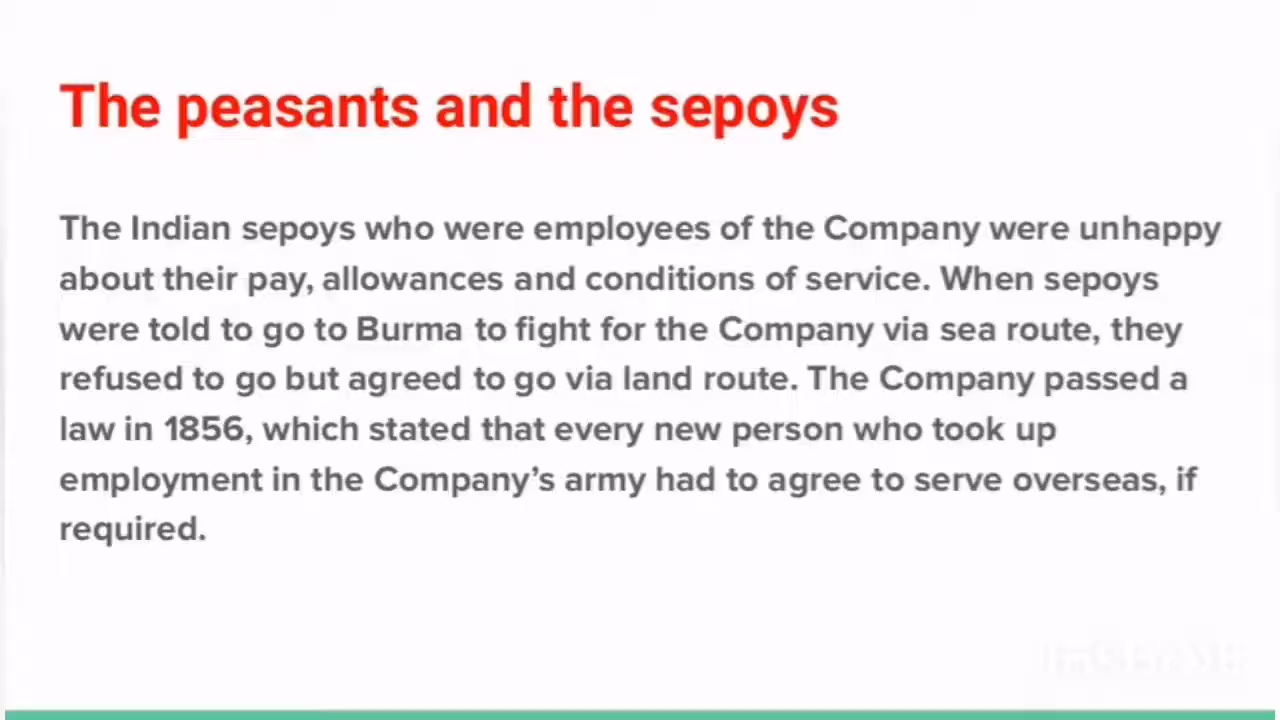 The peasants and the sepoys
The Indian sepoys who were employees of the Company were unhappy
about their pay, allowances and conditions of service. When sepoys
were told to go to Burma to fight for the Company via sea route, they
refused to go but agreed to go via land route. The Company passed a
law in 1856, which stated that every new person who took up
employment in the Company’s army had to agree to serve overseas, if
required.